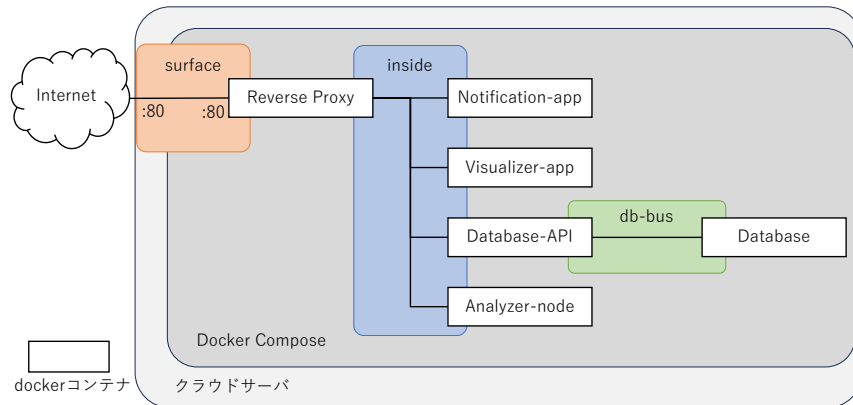 surface
inside
Internet
:80
:80
Reverse Proxy
Notification-app
Visualizer-app
db-bus
Database-API
Database
Analyzer-node
Docker Compose
dockerコンテナ
クラウドサーバ